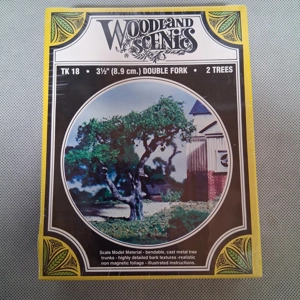 WOODLAND
SCENICS
TK 18 • 3½" (8.9 cm.) DOUBLE FORK • 2 TREES
Scale Model Material - bendable, cast metal tree
trunks - highly detailed bark textures - realistic
non magnetic foliage - illustrated instructions.